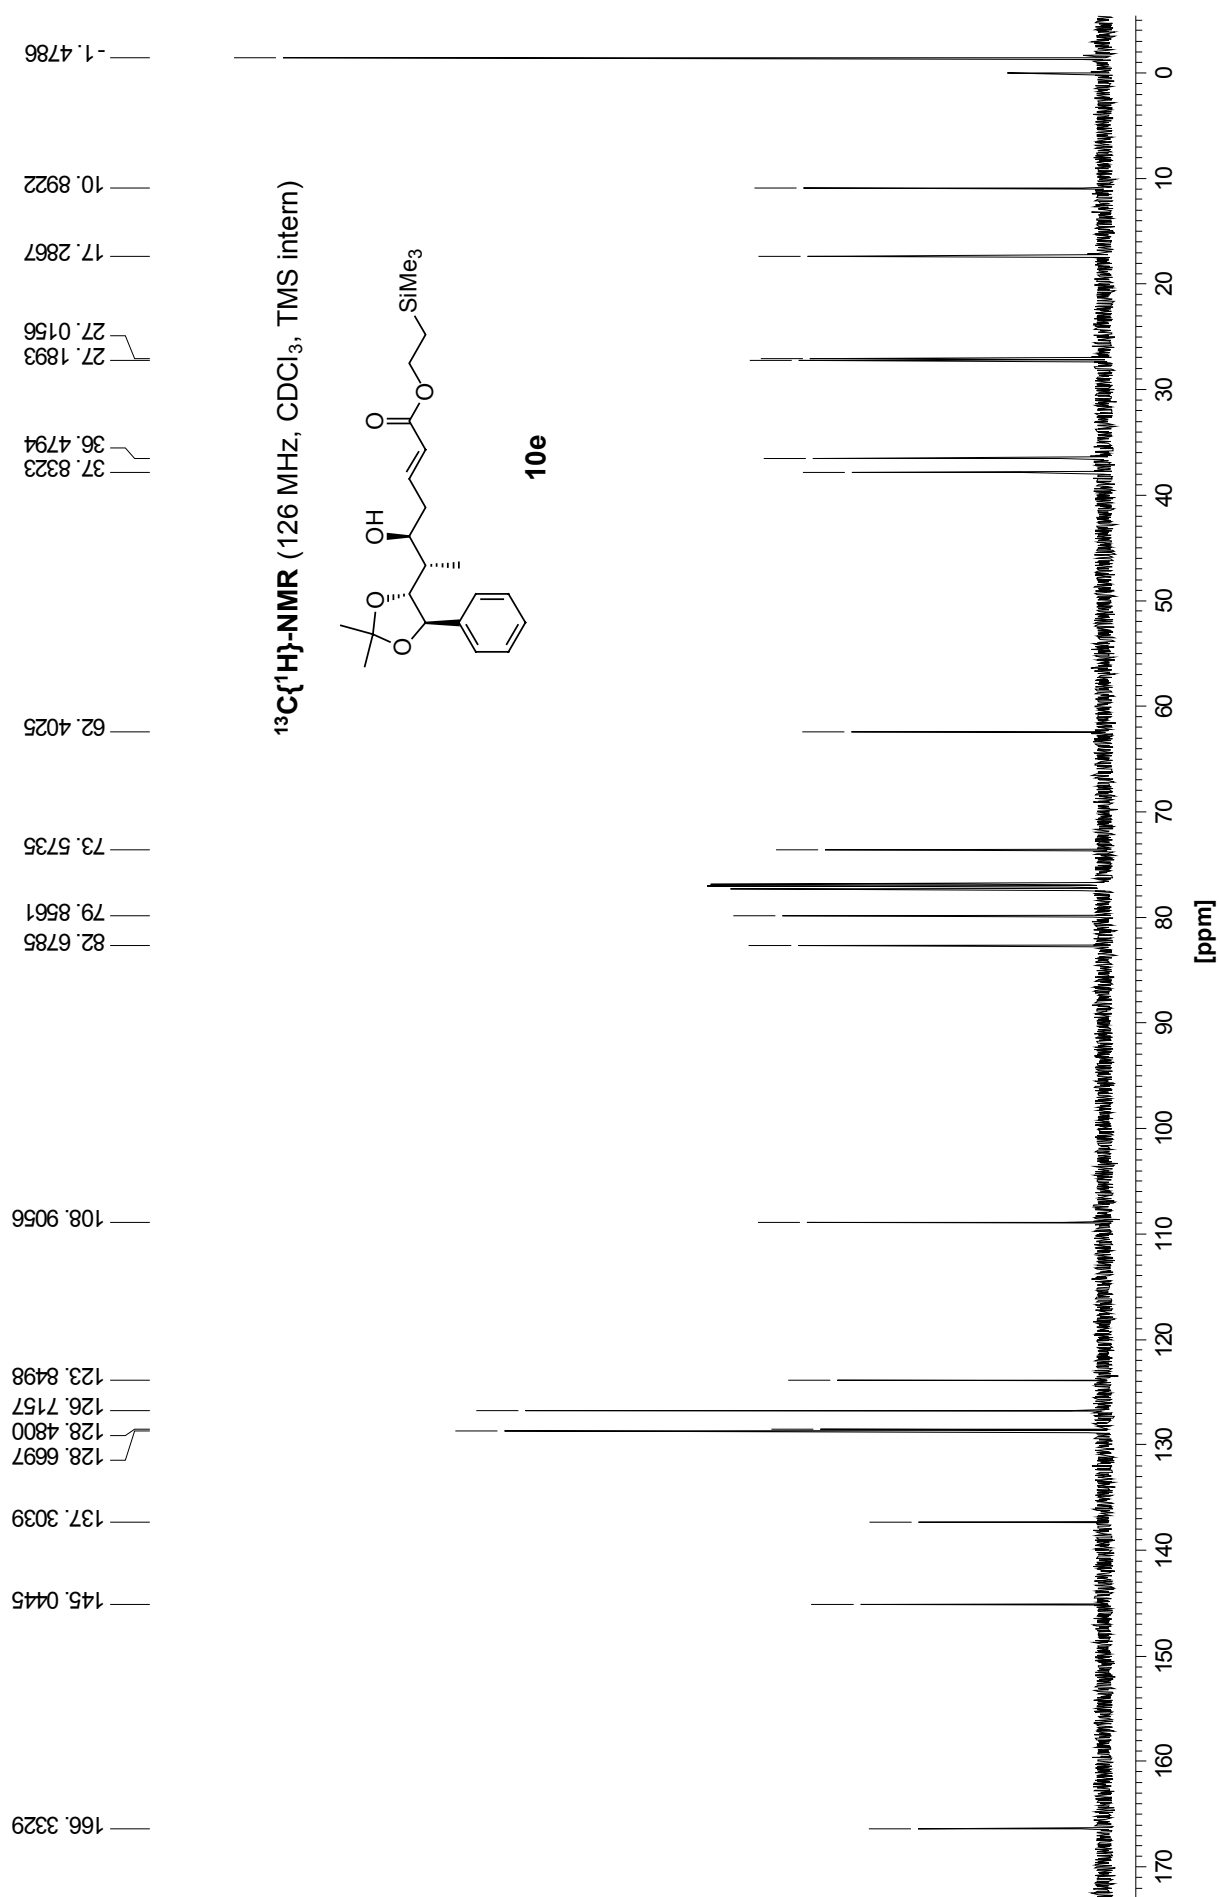 -1.4786
10.8922
17.2867
27.0156
27.1893
36.4794
37.8323
62.4025
73.5735
79.8561
82.6785
108.9056
123.8498
126.7157
128.4800
128.6697
137.3039
145.0445
166.3329
¹³C{¹H}-NMR (126 MHz, CDCl₃, TMS intern)
O
O
OH
O
O
SiMe₃
10e
170 160 150 140 130 120 110 100 90 80 70 60 50 40 30 20 10 0
[ppm]